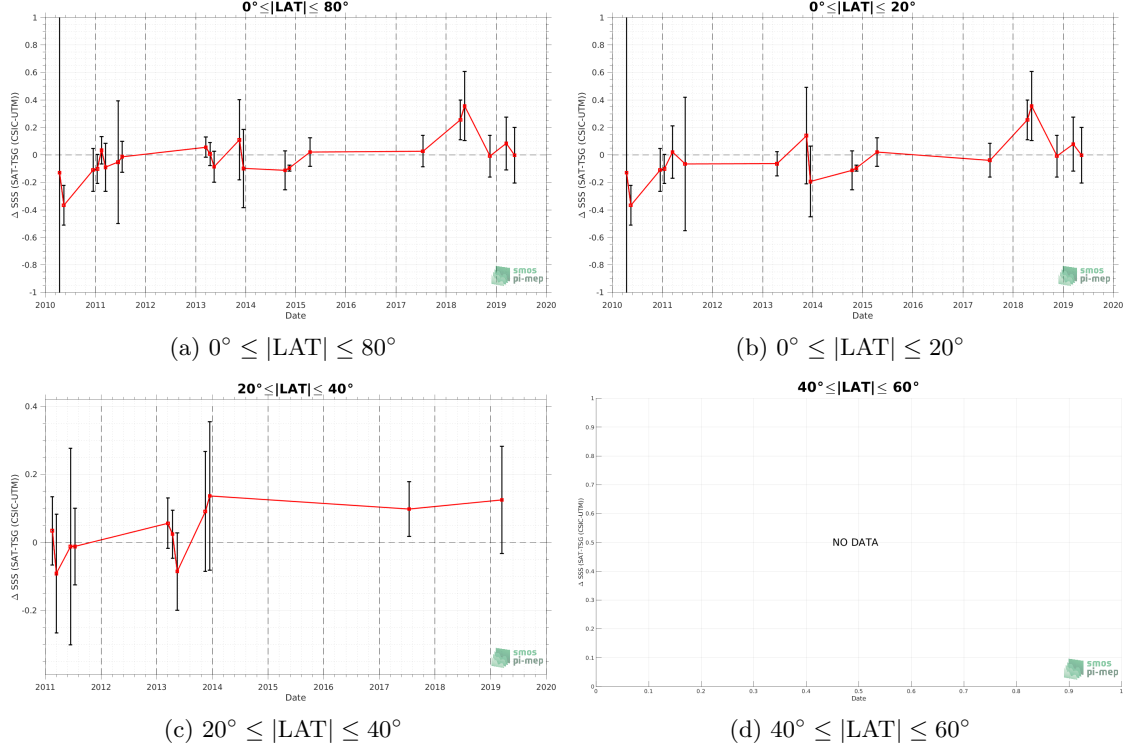 0°≤|LAT|≤ 80°
1
0.8
0.6
0.4
0.2
0
-0.2
-0.4
-0.6
-0.8
-1
Δ SSS (SAT-TSG (CSIC-UTM))
2010 2011 2012 2013 2014 2015 2016 2017 2018 2019 2020
Date
smos
pi-mep
(a) 0° ≤ |LAT| ≤ 80°
0°≤|LAT|≤ 20°
1
0.8
0.6
0.4
0.2
0
-0.2
-0.4
-0.6
-0.8
-1
Δ SSS (SAT-TSG (CSIC-UTM))
2010 2011 2012 2013 2014 2015 2016 2017 2018 2019 2020
Date
smos
pi-mep
(b) 0° ≤ |LAT| ≤ 20°
20°≤|LAT|≤ 40°
0.4
0.2
0
-0.2
Δ SSS (SAT-TSG (CSIC-UTM))
2011 2012 2013 2014 2015 2016 2017 2018 2019 2020
Date
smos
pi-mep
(c) 20° ≤ |LAT| ≤ 40°
40°≤|LAT|≤ 60°
1
0.9
0.8
0.7
0.6
0.5
0.4
0.3
0.2
0.1
0
Δ SSS (SAT-TSG (CSIC-UTM))
NO DATA
0 0.1 0.2 0.3 0.4 0.5 0.6 0.7 0.8 0.9 1
Date
smos
pi-mep
(d) 40° ≤ |LAT| ≤ 60°